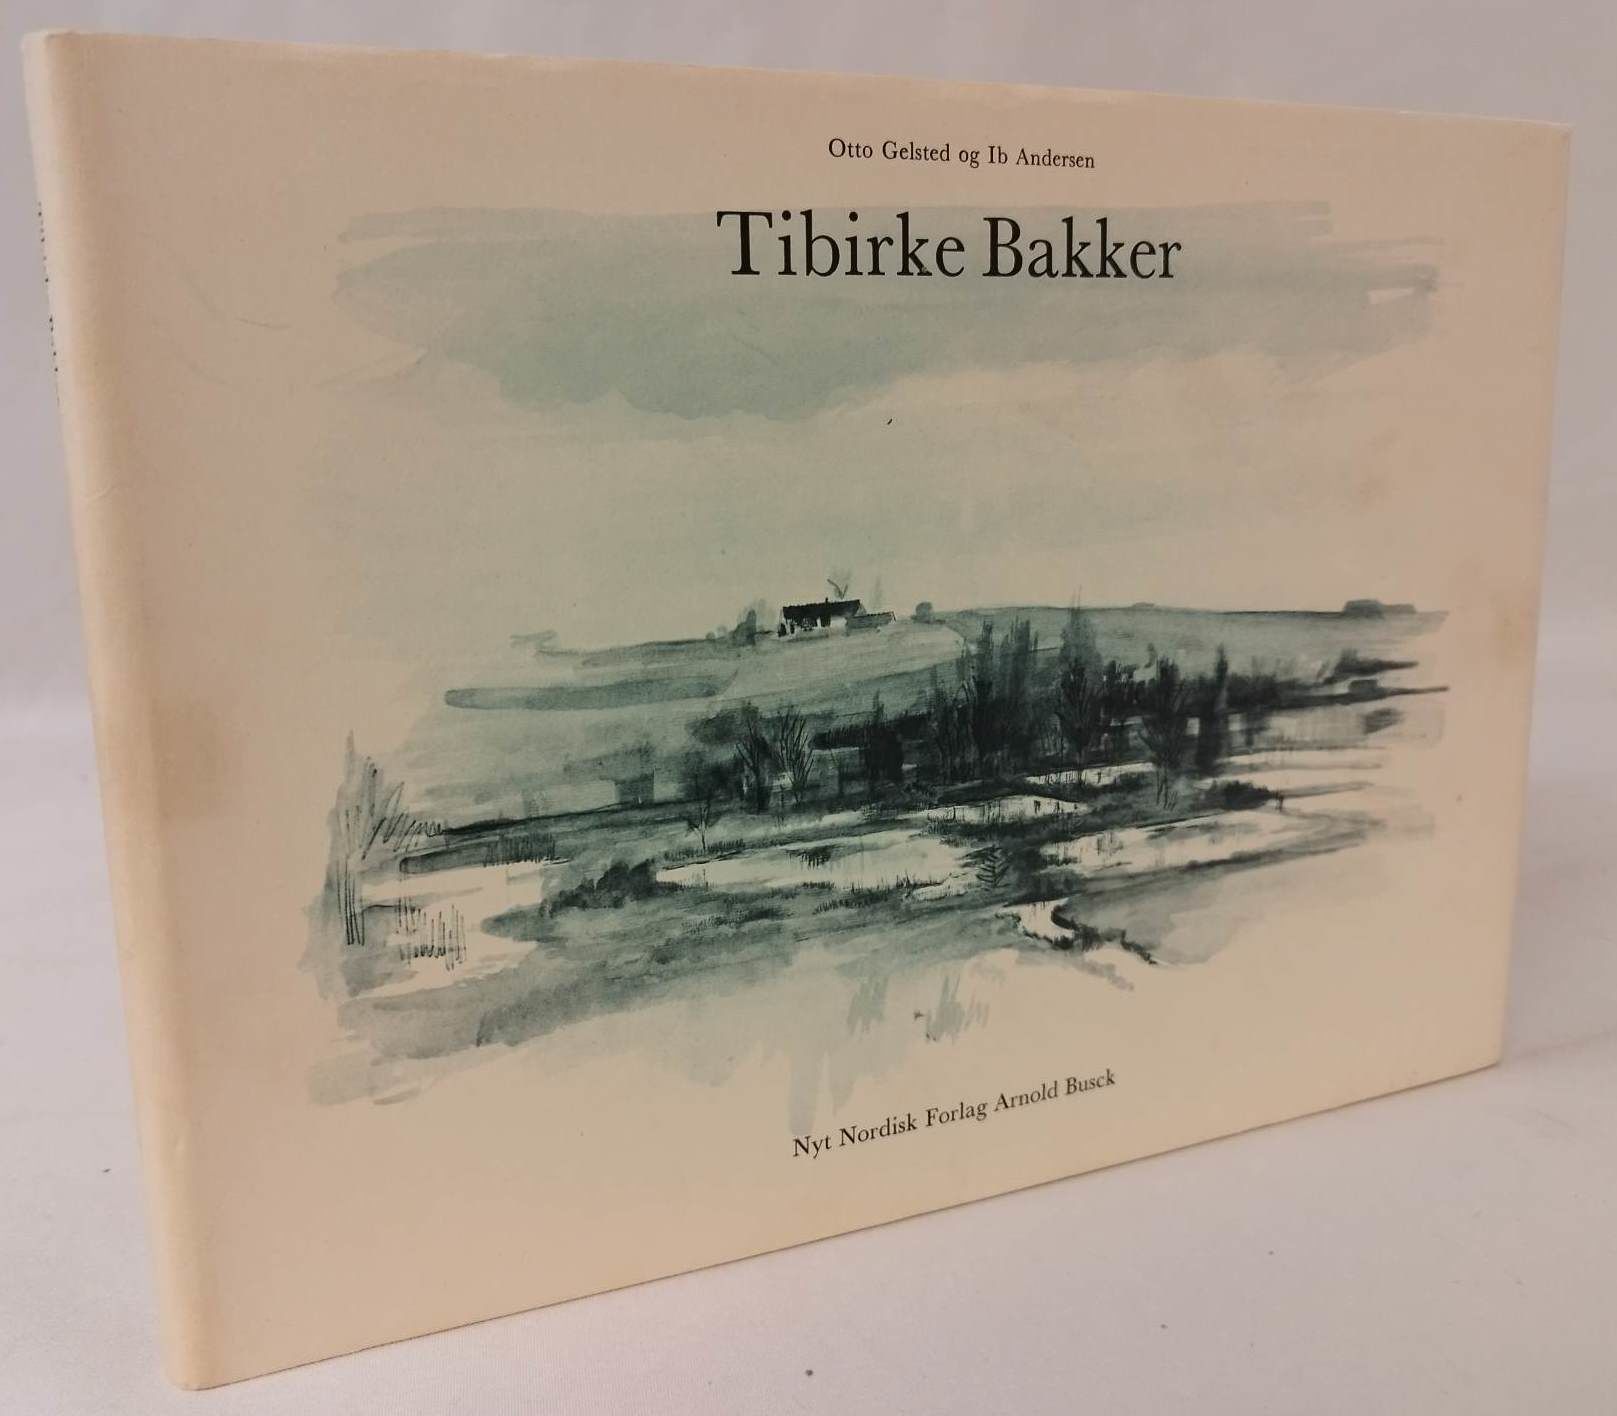 Otto Gelsted og Ib Andersen
Tibirke Bakker
Nyt Nordisk Forlag Arnold Busck